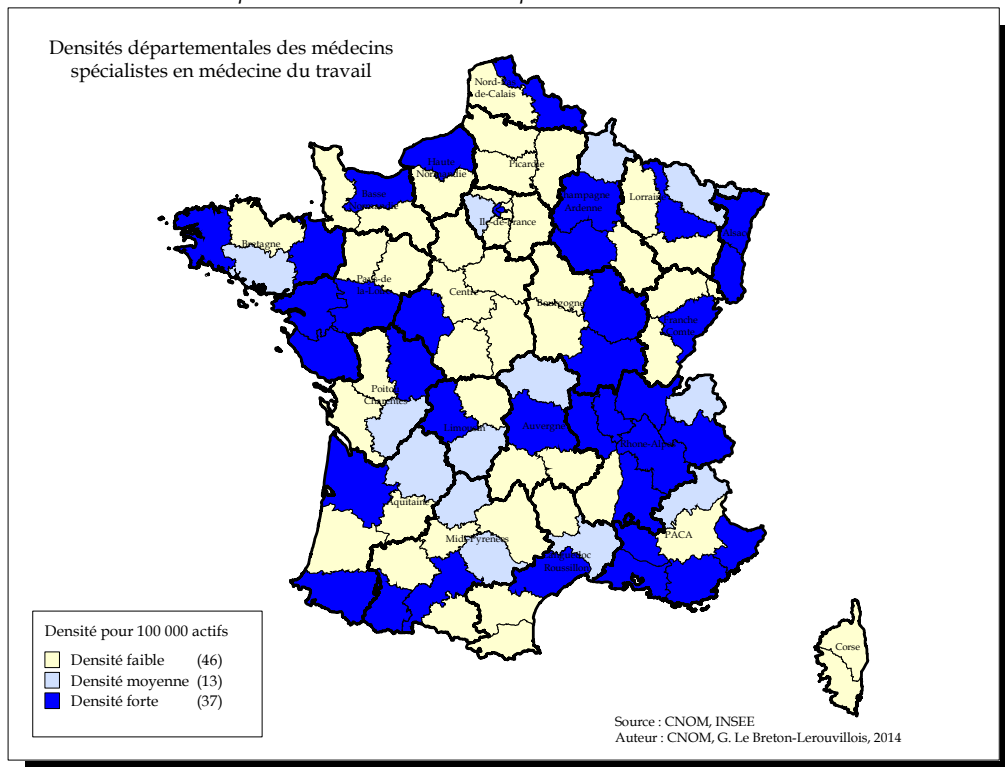 Densités départementales des médecins
spécialistes en médecine du travail
Nord-Pas
de-Calais
Haute
Normandie
Picardie
Basse
Normandie
Champagne
Ardenne
Lorraine
Ile-de-France
Alsace
Bretagne
Pays-de
la-Loire
Centre
Bourgogne
Franche
Comté
Poitou
Charentes
Limousin
Auvergne
Rhône-Alpes
Aquitaine
Midi-Pyrénées
PACA
Languedoc
Roussillon
Corse
Densité pour 100 000 actifs
Densité faible (46)
Densité moyenne (13)
Densité forte (37)
Source : CNOM, INSEE
Auteur : CNOM, G. Le Breton-Lerouvillois, 2014